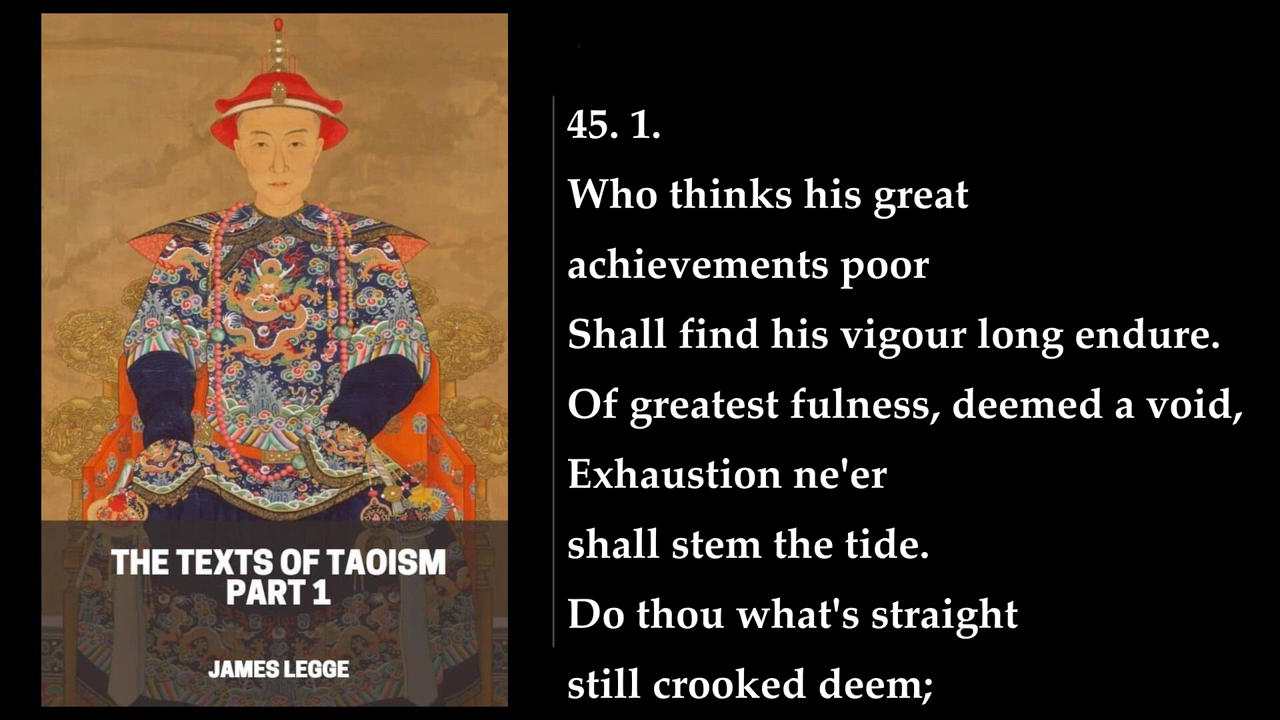 THE TEXTS OF TAOISM
PART 1
JAMES LEGGE
45. 1.
Who thinks his great
achievements poor
Shall find his vigour long endure.
Of greatest fulness, deemed a void,
Exhaustion ne'er
shall stem the tide.
Do thou what's straight
still crooked deem;